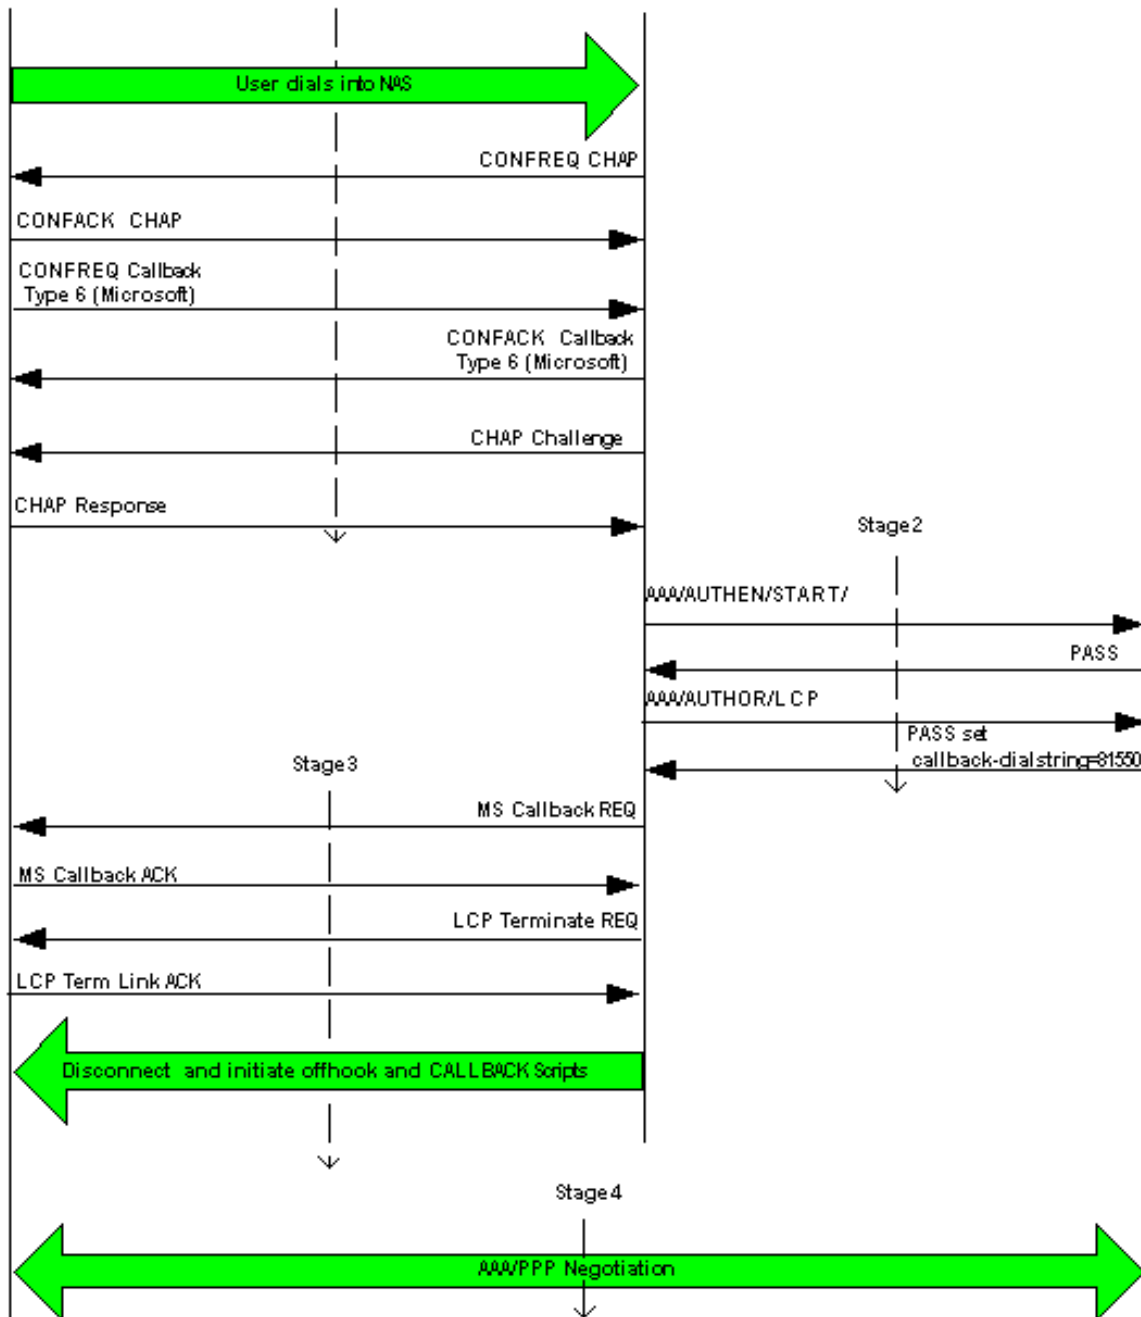 User dials into NAS
CONFREQ CHAP
CONFACK CHAP
CONFREQ Callback
Type 6 (Microsoft)
CONFACK Callback
Type 6 (Microsoft)
CHAP Challenge
CHAP Response
Stage 2
AAA/AUTHEN/START/
PASS
AAA/AUTHOR/LCP
PASS set
callback-dialstring=81550
Stage 3
MS Callback REQ
MS Callback ACK
LCP Terminate REQ
LCP Term Link ACK
Disconnect and initiate offhook and CALLBACK Scripts
Stage 4
AAA/PPP Negotiation